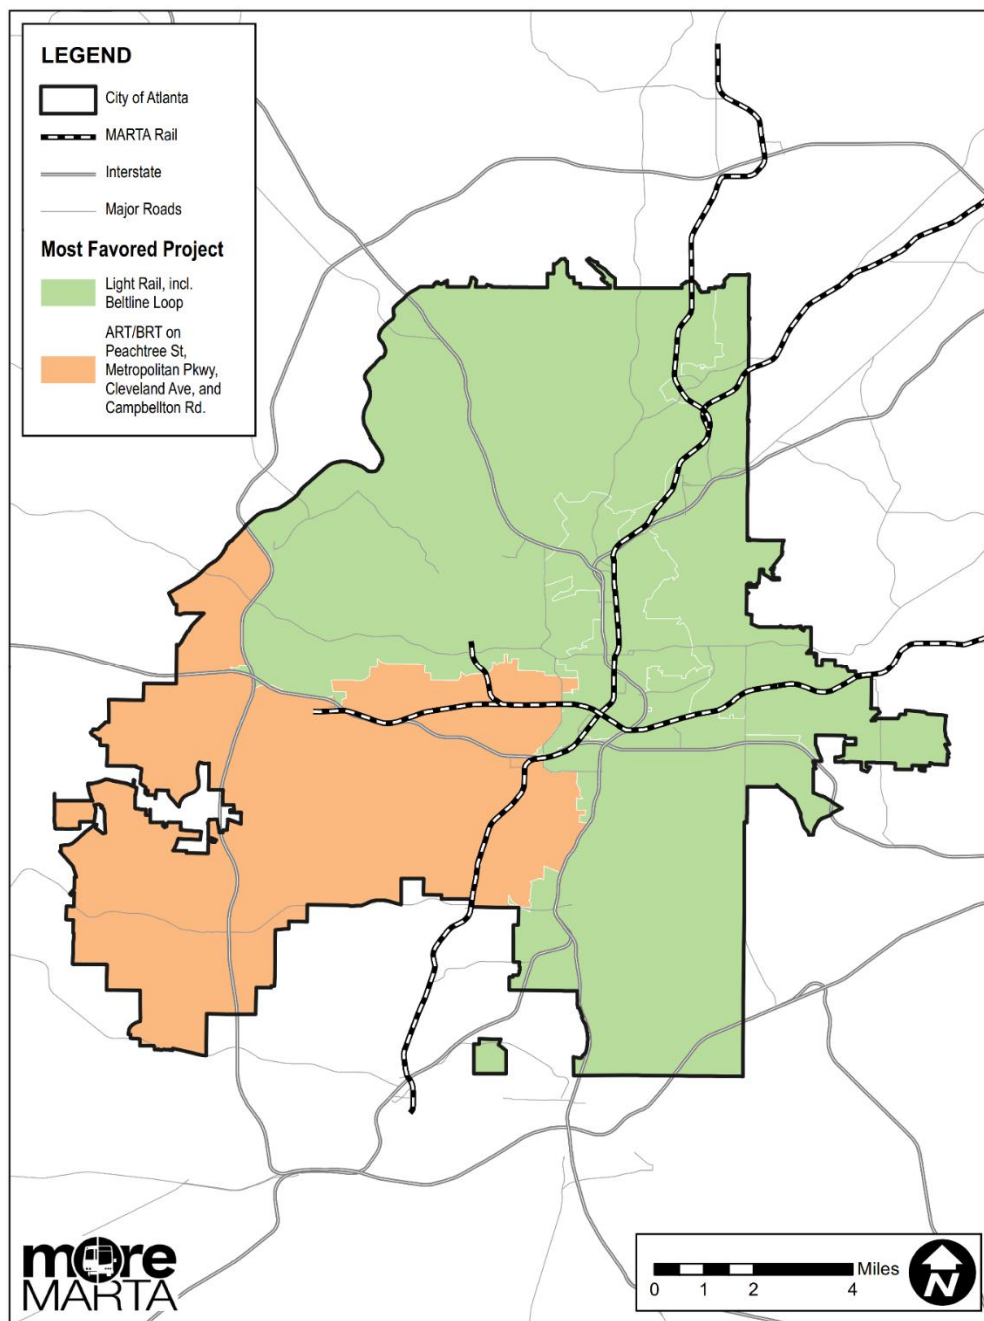 LEGEND
City of Atlanta
MARTA Rail
Interstate
Major Roads
Most Favored Project
Light Rail, incl.
Beltline Loop
ART/BRT on
Peachtree St,
Metropolitan Pkwy,
Cleveland Ave, and
Campbellton Rd.
more
MARTA
Miles
0 1 2 4
N